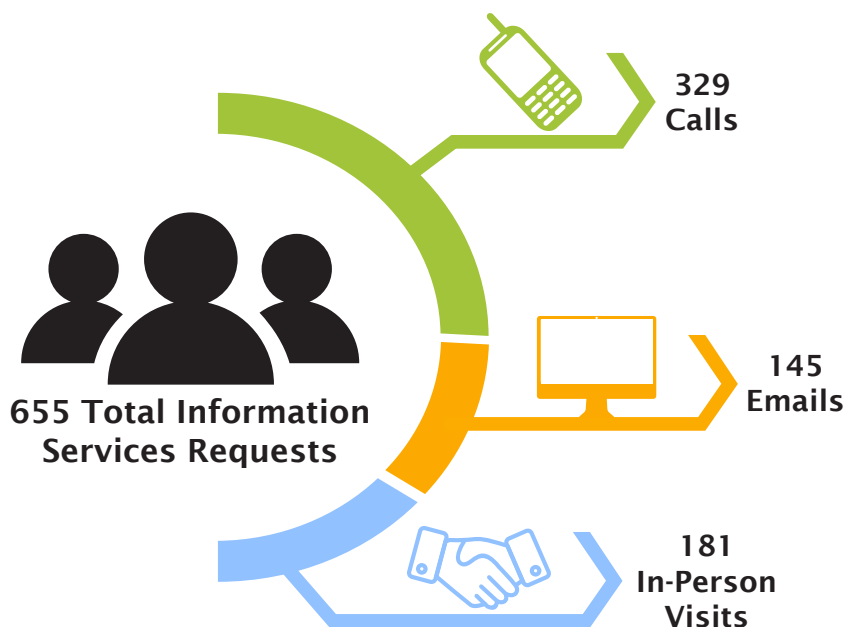 329
Calls
655 Total Information
Services Requests
145
Emails
181
In-Person
Visits